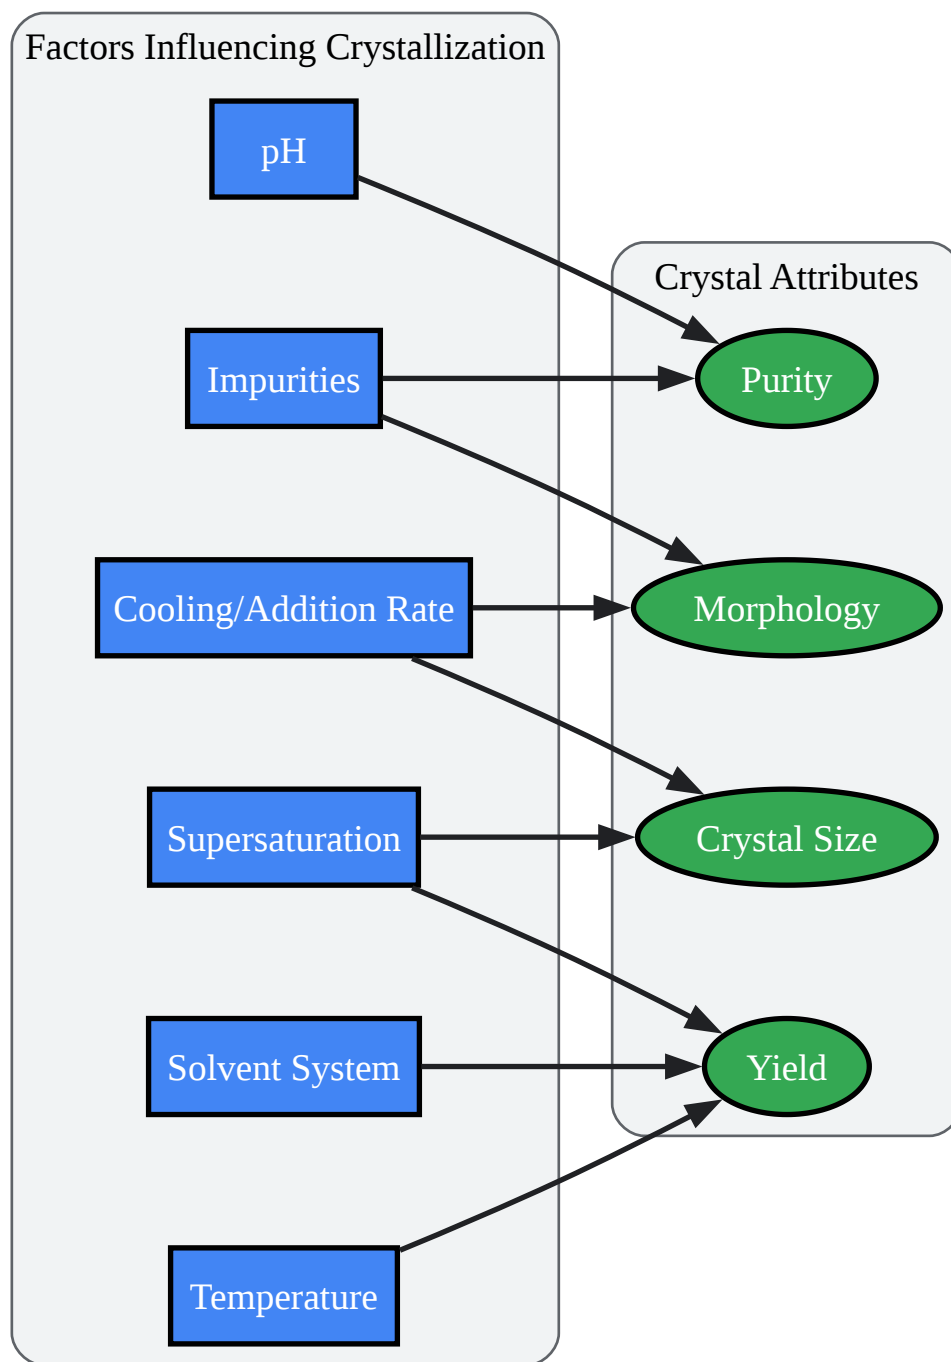 Factors Influencing Crystallization
pH
Crystal Attributes
Impurities
Purity
Cooling/Addition Rate
Morphology
Supersaturation
Crystal Size
Solvent System
Yield
Temperature